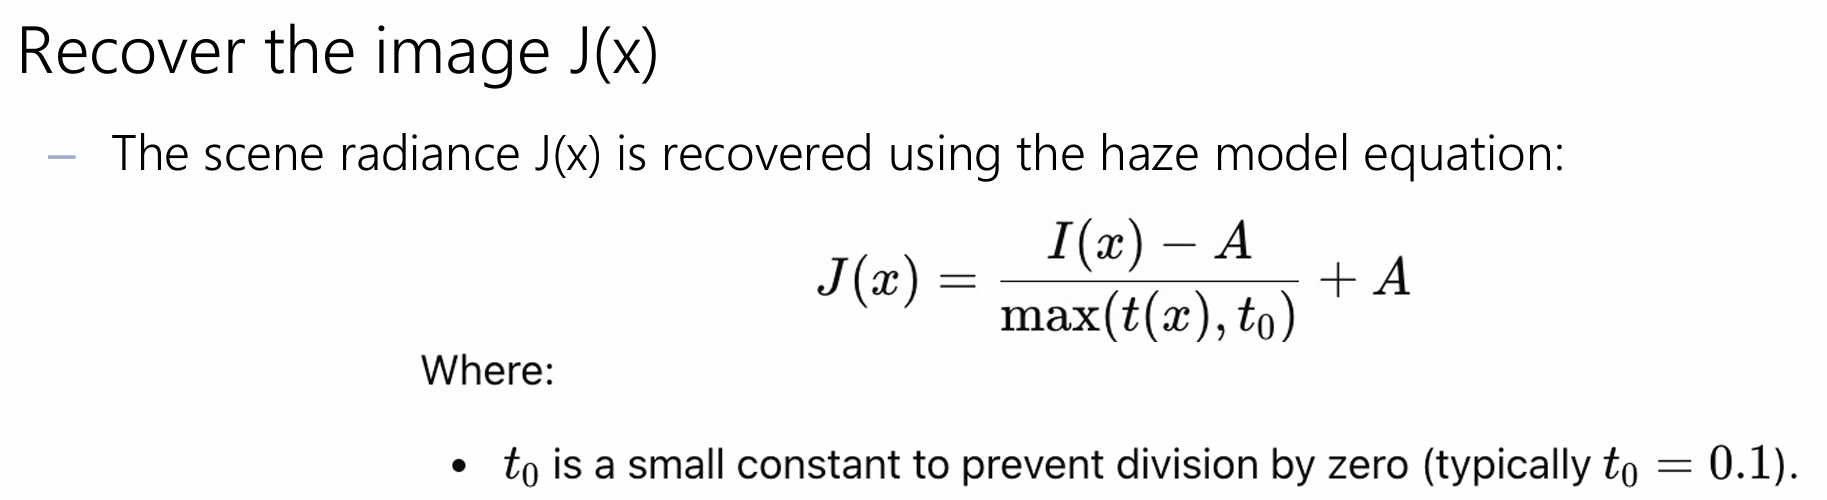 Recover the image J(x)
– The scene radiance J(x) is recovered using the haze model equation:
J(x) = \frac{I(x) - A}{\max(t(x), t_0)} + A
Where:
• t_0 is a small constant to prevent division by zero (typically t_0 = 0.1).